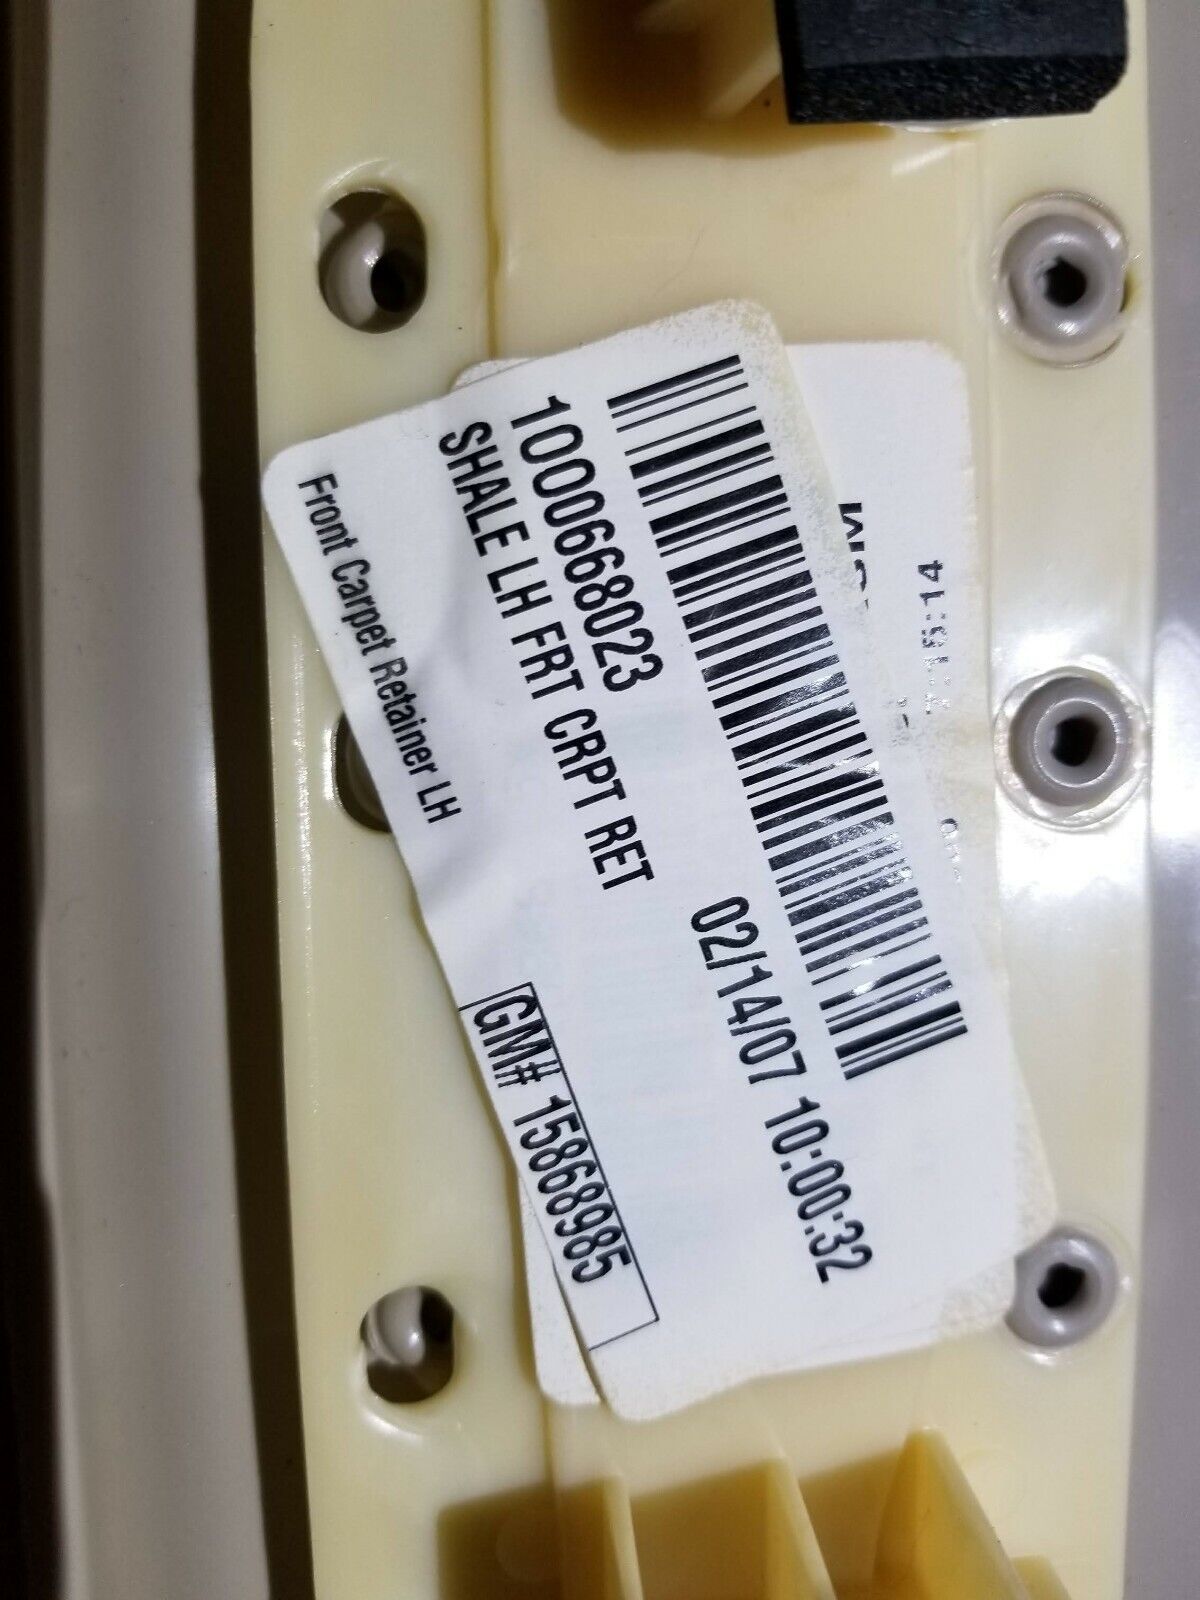 1000668023
SHALE LH FRT CRPT RET
02/14/07 10:00:32
Front Carpet Retainer LH
GM# 15868985